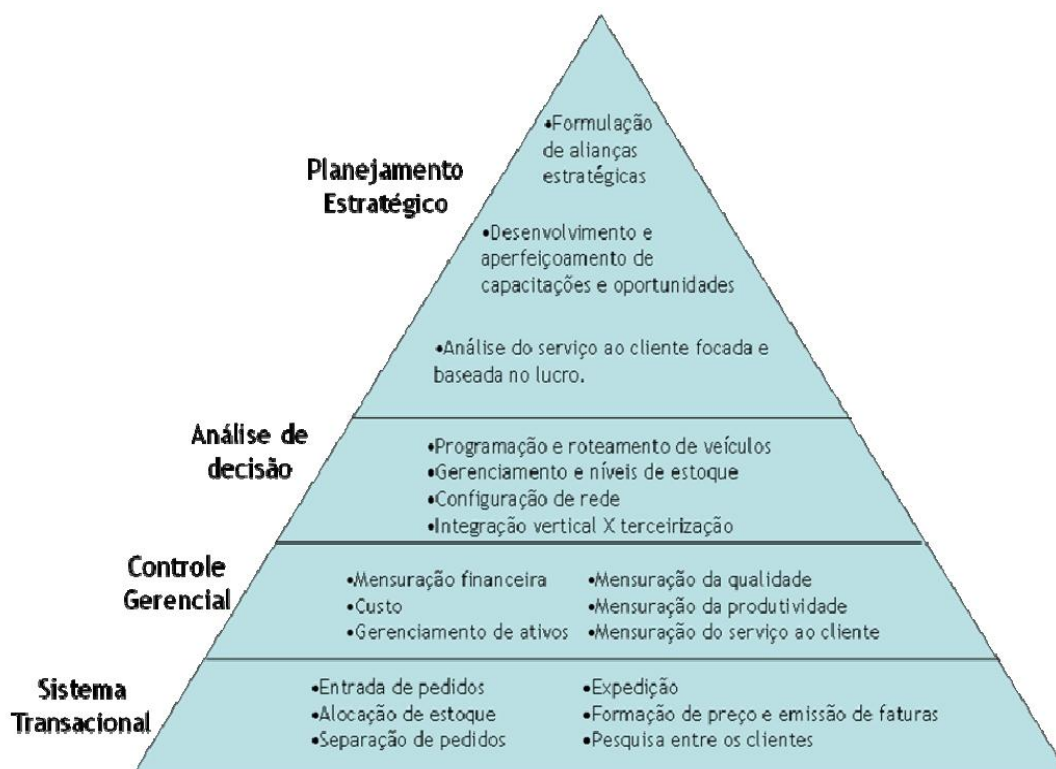 Planejamento
Estratégico
•Formulação
de alianças
estratégicas
•Desenvolvimento e
aperfeiçoamento de
capacitações e oportunidades
•Análise do serviço ao cliente focada e
baseada no lucro.
Análise de
decisão
•Programação e roteamento de veículos
•Gerenciamento e níveis de estoque
•Configuração de rede
•Integração vertical X terceirização
Controle
Gerencial
•Mensuração financeira
•Custo
•Gerenciamento de ativos
•Mensuração da qualidade
•Mensuração da produtividade
•Mensuração do serviço ao cliente
Sistema
Transacional
•Entrada de pedidos
•Alocação de estoque
•Separação de pedidos
•Expedição
•Formação de preço e emissão de faturas
•Pesquisa entre os clientes